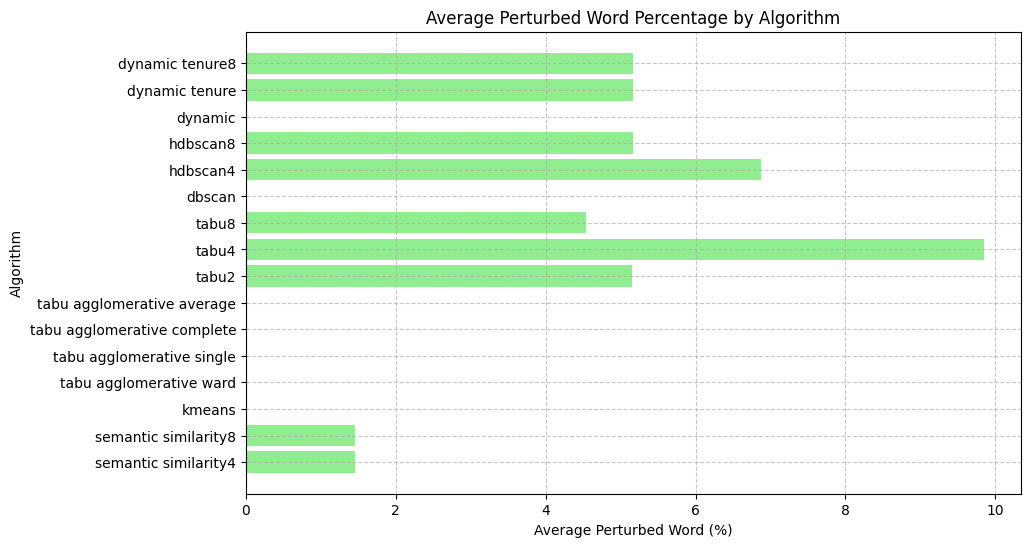 Average Perturbed Word Percentage by Algorithm
dynamic tenure8
dynamic tenure
dynamic
hdbscan8
hdbscan4
dbscan
tabu8
tabu4
tabu2
tabu agglomerative average
tabu agglomerative complete
tabu agglomerative single
tabu agglomerative ward
kmeans
semantic similarity8
semantic similarity4
Algorithm
0 2 4 6 8 10
Average Perturbed Word (%)